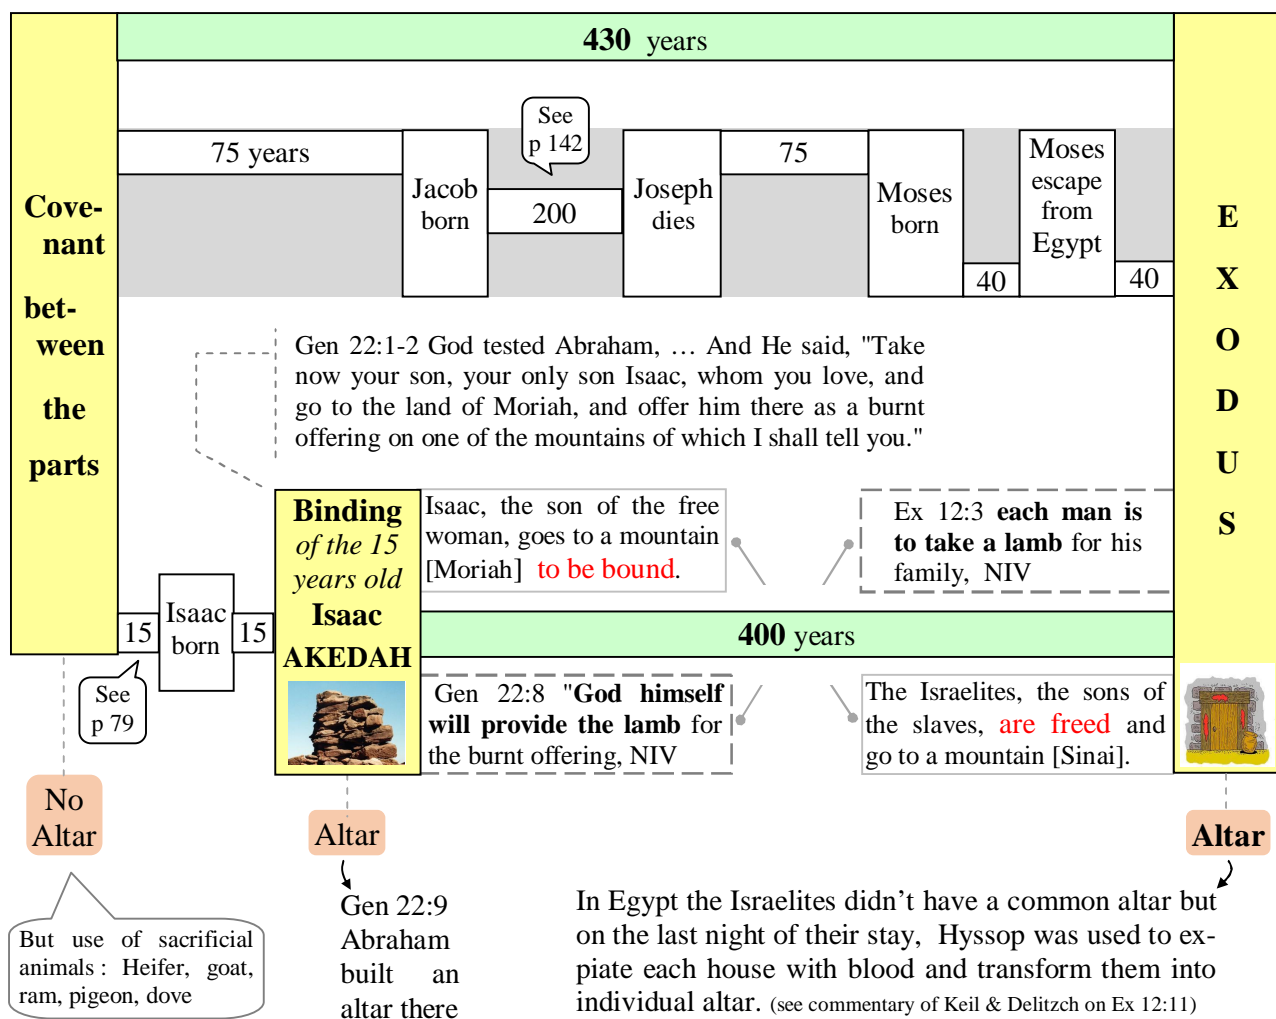 430 years
Cove-
nant
bet-
ween
the
parts
75 years
Jacob
born
See
p 142
200
Joseph
dies
75
Moses
born
40
Moses
escape
from
Egypt
40
E
X
O
D
U
S
Gen 22:1-2 God tested Abraham, … And He said, "Take
now your son, your only son Isaac, whom you love, and
go to the land of Moriah, and offer him there as a burnt
offering on one of the mountains of which I shall tell you."
15
See
p 79
Isaac
born
15
Binding
of the 15
years old
Isaac
AKEDAH
Isaac, the son of the free
woman, goes to a mountain
[Moriah] to be bound.
Ex 12:3 each man is
to take a lamb for his
family, NIV
400 years
Gen 22:8 "God himself
will provide the lamb for
the burnt offering, NIV
The Israelites, the sons of
the slaves, are freed and
go to a mountain [Sinai].
No
Altar
Altar
Altar
But use of sacrificial
animals : Heifer, goat,
ram, pigeon, dove
Gen 22:9
Abraham
built an
altar there
In Egypt the Israelites didn’t have a common altar but
on the last night of their stay, Hyssop was used to ex-
piate each house with blood and transform them into
individual altar. (see commentary of Keil & Delitzch on Ex 12:11)